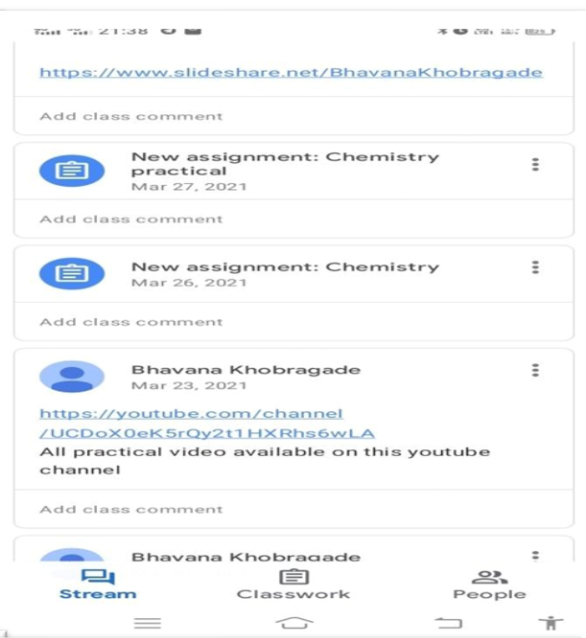 21:38
https://www.slideshare.net/BhavanaKhobragade
Add class comment
New assignment: Chemistry
practical
Mar 27, 2021
Add class comment
New assignment: Chemistry
Mar 26, 2021
Add class comment
Bhavana Khobragade
Mar 23, 2021
https://youtube.com/channel
/UCDoX0eK5rQy2t1HXRhs6wLA
All practical video available on this youtube
channel
Add class comment
Bhavana Khobragade
Stream
Classwork
People